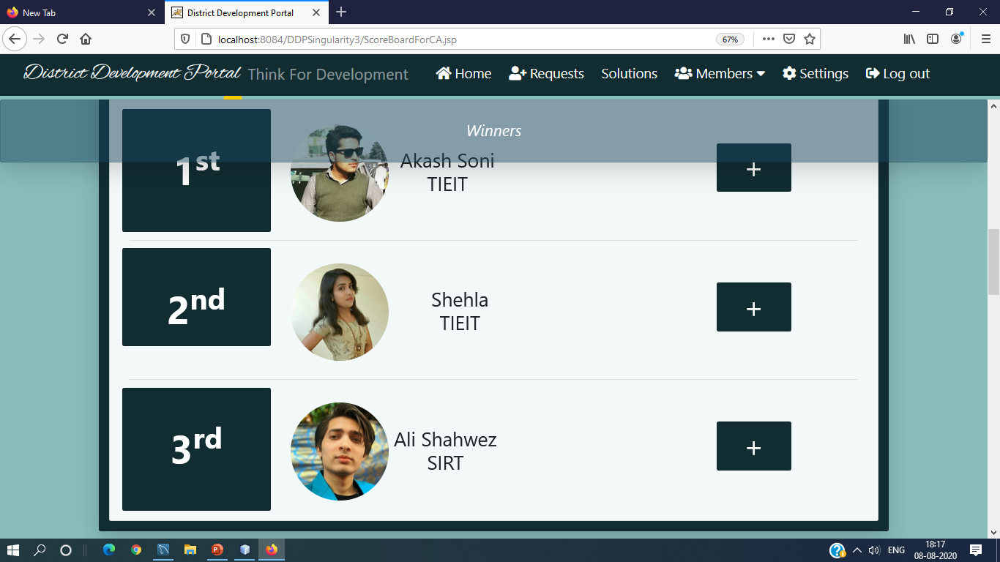 New Tab
District Development Portal
localhost:8084/DDPSingularity3/ScoreBoardForCA.jsp
67%
District Development Portal Think For Development Home Requests Solutions Members Settings Log out
Winners
1st
Akash Soni
TIEIT
+
2nd
Shehla
TIEIT
+
3rd
Ali Shahwez
SIRT
+
ENG
18:17
08-08-2020